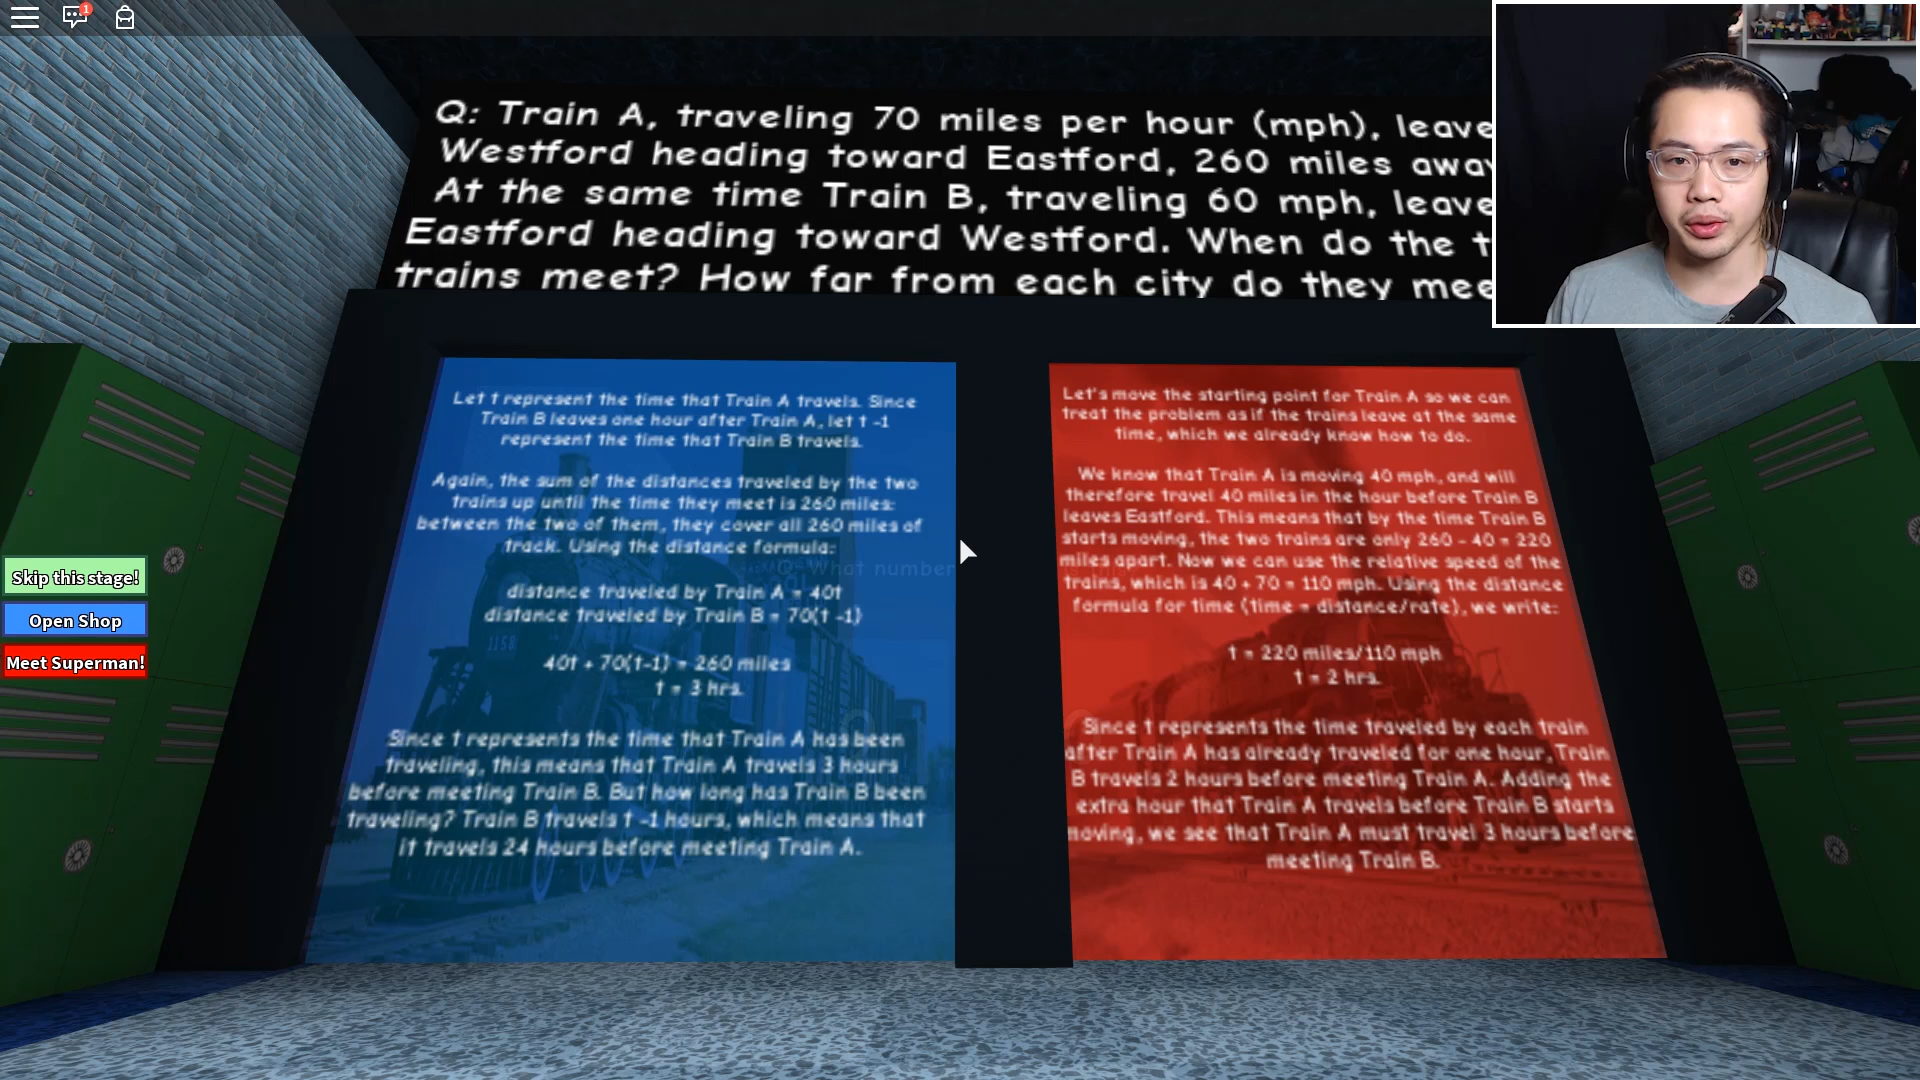 1
Q: Train A, traveling 70 miles per hour (mph), leave
Westford heading toward Eastford, 260 miles away
At the same time Train B, traveling 60 mph, leave
Eastford heading toward Westford. When do the t
trains meet? How far from each city do they mee
Let t represent the time that Train A travels. Since
Train B leaves one hour after Train A, let t -1
represent the time that Train B travels.
Again, the sum of the distances traveled by the two
trains up until the time they meet is 260 miles:
between the two of them, they cover all 260 miles of
track. Using the distance formula:
Q: What number
distance traveled by Train A = 40t
distance traveled by Train B = 70(t -1)
1158
40t + 70(t-1) = 260 miles
t = 3 hrs.
Since t represents the time that Train A has been
traveling, this means that Train A travels 3 hours
before meeting Train B. But how long has Train B been
traveling? Train B travels t -1 hours, which means that
it travels 24 hours before meeting Train A.
Let's move the starting point for Train A so we can
treat the problem as if the trains leave at the same
time, which we already know how to do.
We know that Train A is moving 40 mph, and will
therefore travel 40 miles in the hour before Train B
leaves Eastford. This means that by the time Train B
starts moving, the two trains are only 260 - 40 = 220
miles apart. Now we can use the relative speed of the
trains, which is 40 + 70 = 110 mph. Using the distance
formula for time (time = distance/rate), we write:
t = 220 miles/110 mph
t = 2 hrs.
Since t represents the time traveled by each train
after Train A has already traveled for one hour, Train
B travels 2 hours before meeting Train A. Adding the
extra hour that Train A travels before Train B starts
moving, we see that Train A must travel 3 hours before
meeting Train B.
Skip this stage!
Open Shop
Meet Superman!